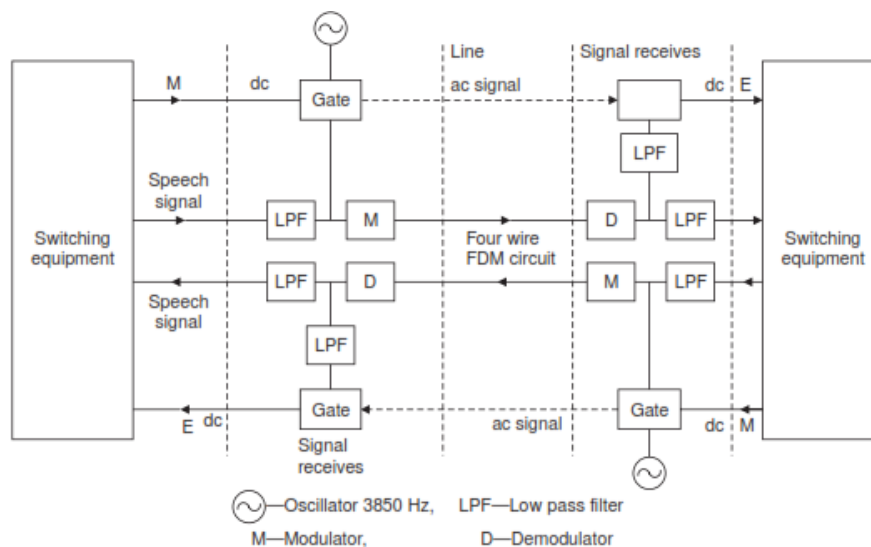 Line
Signal receives
M
dc
Gate
ac signal
dc
E
LPF
Speech
signal
LPF
M
D
LPF
Switching
equipment
Four wire
FDM circuit
Switching
equipment
LPF
D
M
LPF
Speech
signal
LPF
Gate
Gate
E
dc
ac signal
dc
M
Signal
receives
Oscillator 3850 Hz,
LPF—Low pass filter
M—Modulator,
D—Demodulator